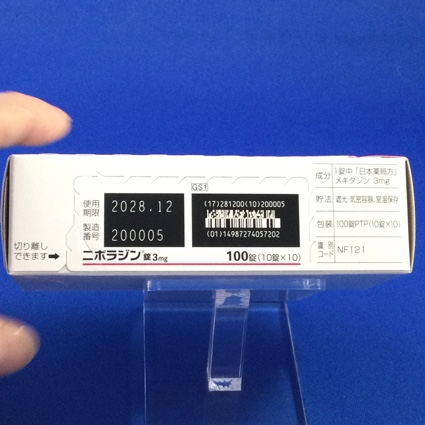 GS1
使用
期限
2028.12
製造
番号
200005
(17)281200(10)200005
(01)14987274057202
切り離し
できます➡
ニポラジン錠3mg
100錠(10錠×10)
成分
1錠中「日本薬局方」
メキタジン 3mg
貯法
遮光・気密容器、室温保存
包装
100錠PTP(10錠×10)
識別
コード
NF121